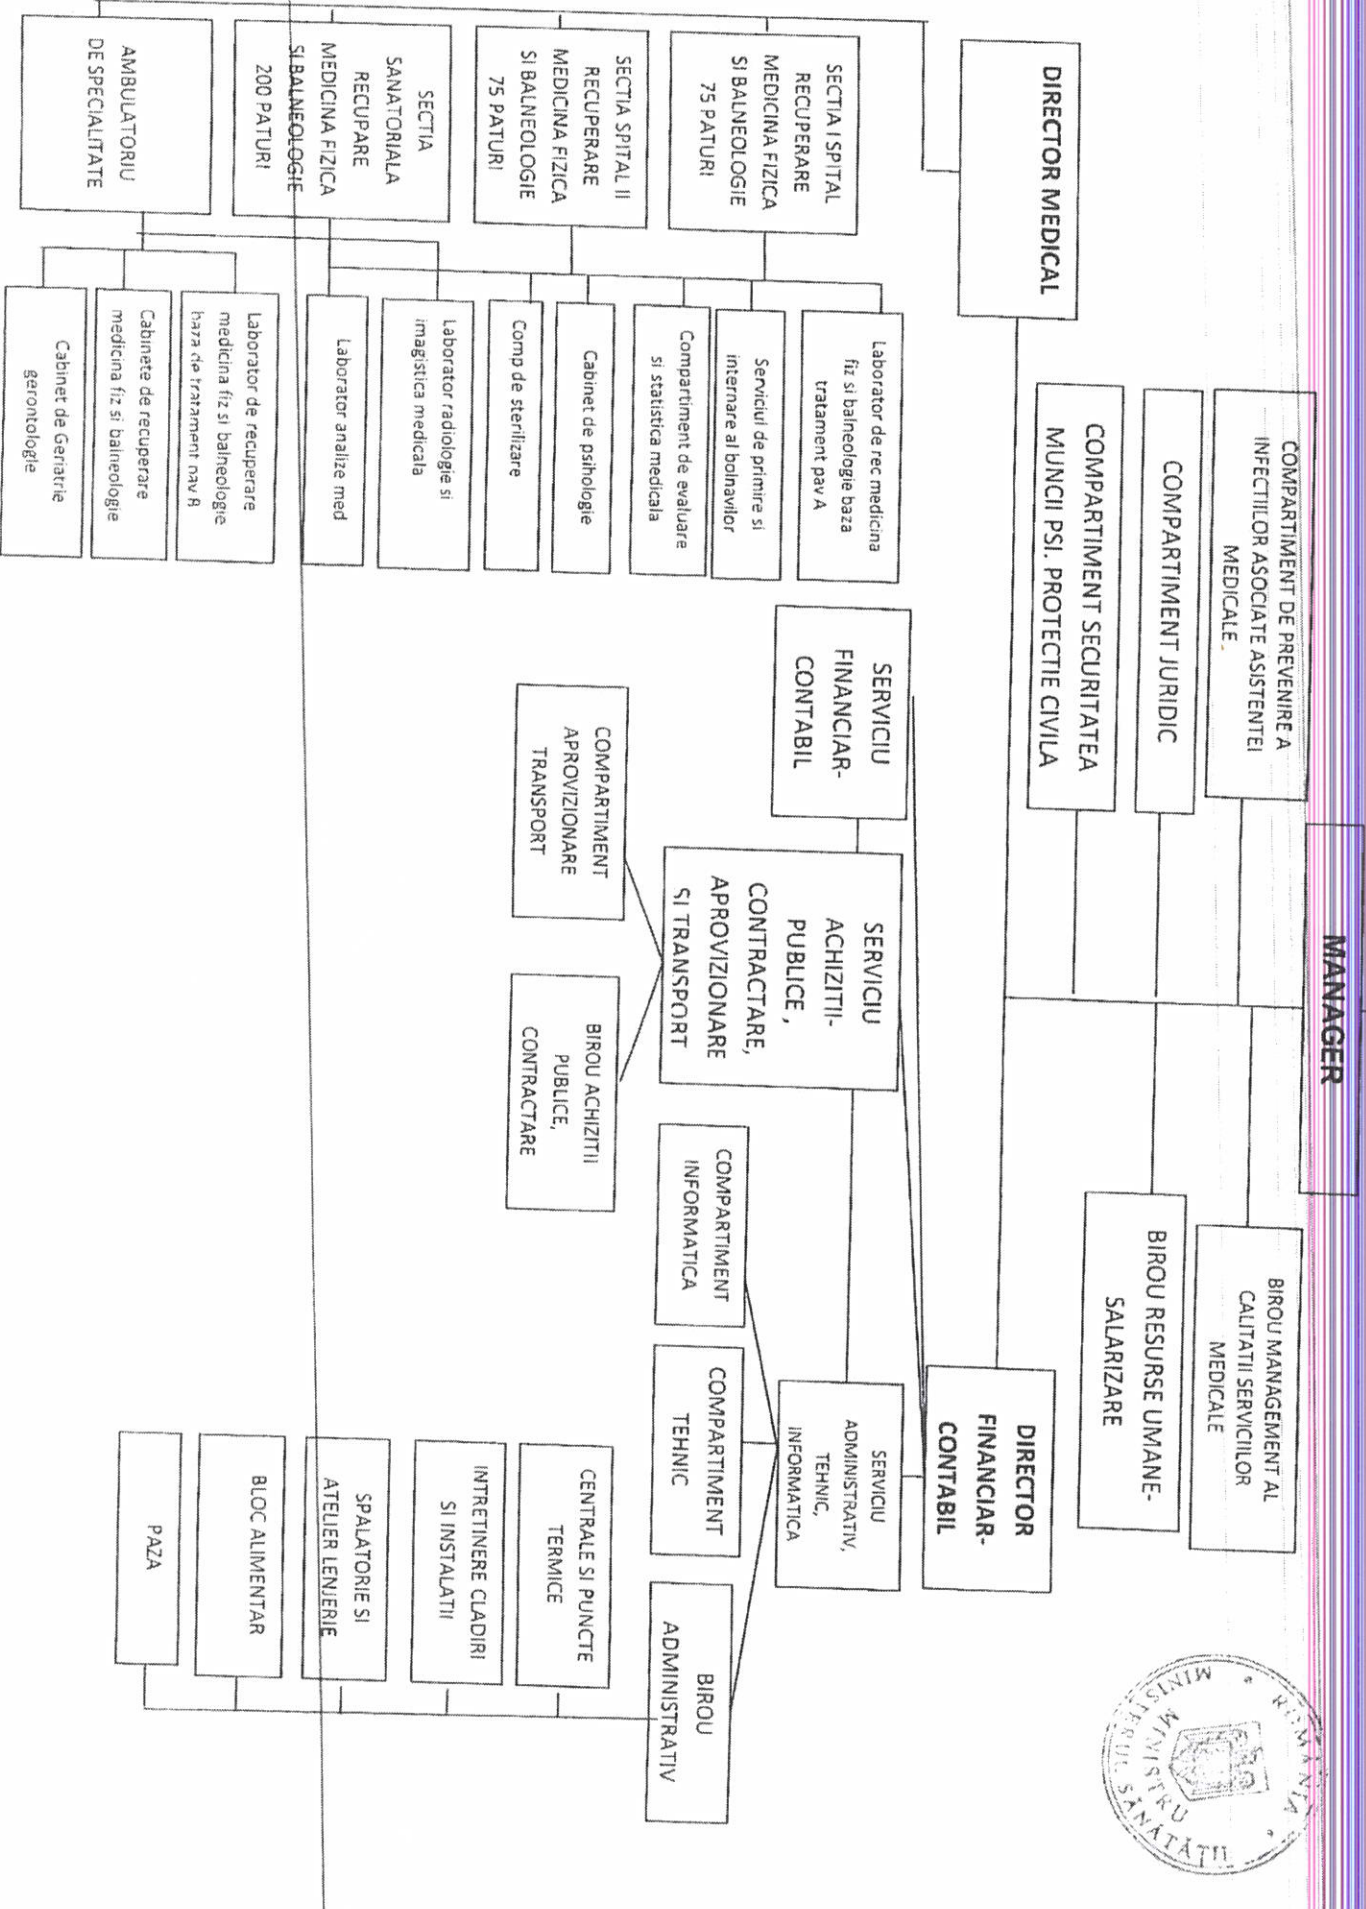 MANAGER
COMPARTIMENT DE PREVENIRE A
INFECTIILOR ASOCIATE ASISTENTEI
MEDICALE.
COMPARTIMENT JURIDIC
COMPARTIMENT SECURITATEA
MUNCII PSI. PROTECTIE CIVILA
BIROU MANAGEMENT AL
CALITATII SERVICIILOR
MEDICALE
BIROU RESURSE UMANE-
SALARIZARE
DIRECTOR MEDICAL
DIRECTOR
FINANCIAR-
CONTABIL
SECTIA I SPITAL
RECUPERARE
MEDICINA FIZICA
SI BALNEOLOGIE
75 PATURI
SECTIA SPITAL II
RECUPERARE
MEDICINA FIZICA
SI BALNEOLOGIE
75 PATURI
SECTIA
SANATORIALA
RECUPARE
MEDICINA FIZICA
SI BALNEOLOGIE
200 PATURI
AMBULATORIU
DE SPECIALITATE
Laborator de rec medicina
fiz si balneologie baza
tratament pav A
Serviciul de primire si
internare al bolnavilor
Compartiment de evaluare
si statistica medicala
Cabinet de psihologie
Comp de sterilizare
Laborator radiologie si
imagistica medicala
Laborator analize med
Laborator de recuperare
medicina fiz si balneologie
baza de tratament pav B
Cabinete de recuperare
medicina fiz si balneologie
Cabinet de Geriatrie
gerontologie
SERVICIU
FINANCIAR-
CONTABIL
SERVICIU
ACHIZITII-
PUBLICE ,
CONTRACTARE,
APROVIZIONARE
SI TRANSPORT
COMPARTIMENT
APROVIZIONARE
TRANSPORT
BIROU ACHIZITII
PUBLICE,
CONTRACTARE
SERVICIU
ADMINISTRATIV,
TEHNIC,
INFORMATICA
COMPARTIMENT
INFORMATICA
COMPARTIMENT
TEHNIC
BIROU
ADMINISTRATIV
CENTRALE SI PUNCTE
TERMICE
INTRETINERE CLADIRI
SI INSTALATII
SPALATORIE SI
ATELIER LENJERIE
BLOC ALIMENTAR
PAZA
* ROMANIA *
MINISTERUL SĂNĂTĂȚII
MINISTRU